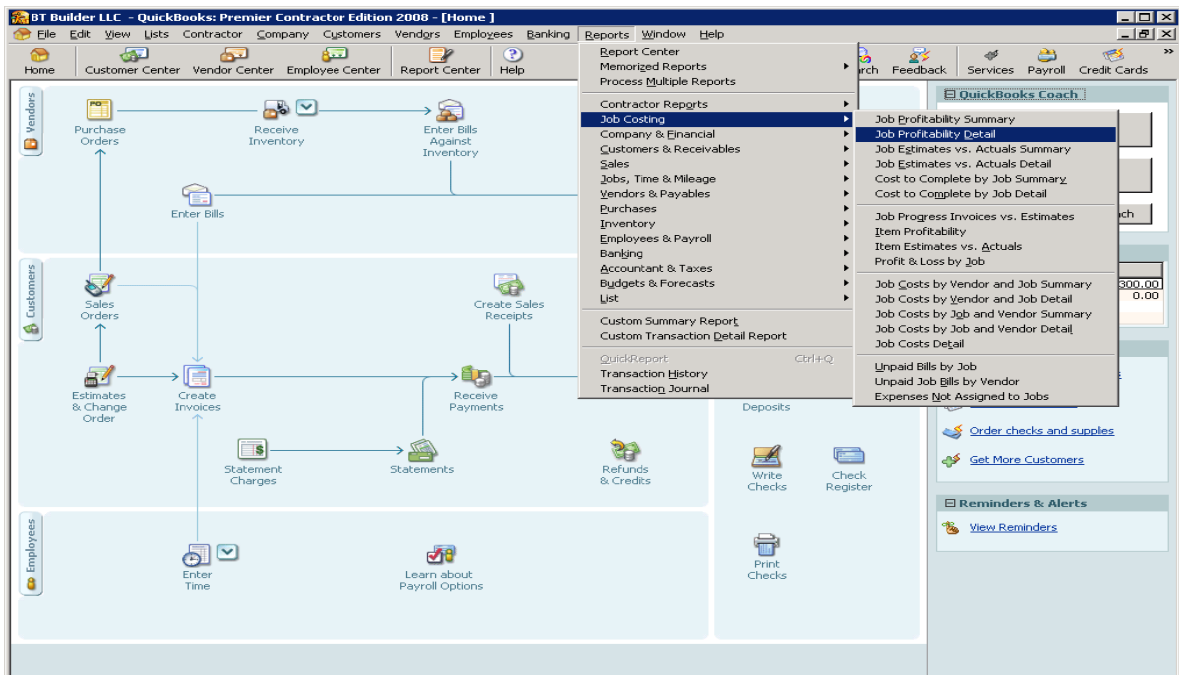 BT Builder LLC - QuickBooks: Premier Contractor Edition 2008 - [Home ]
File Edit View Lists Contractor Company Customers Vendors Employees Banking Reports Window Help
Home Customer Center Vendor Center Employee Center Report Center Help
Feedback Services Payroll Credit Cards
Report Center
Memorized Reports
Process Multiple Reports
Contractor Reports
Job Costing
Company & Financial
Customers & Receivables
Sales
Jobs, Time & Mileage
Vendors & Payables
Purchases
Inventory
Employees & Payroll
Banking
Accountant & Taxes
Budgets & Forecasts
List
Custom Summary Report
Custom Transaction Detail Report
QuickReport Ctrl+Q
Transaction History
Transaction Journal
Job Profitability Summary
Job Profitability Detail
Job Estimates vs. Actuals Summary
Job Estimates vs. Actuals Detail
Cost to Complete by Job Summary
Cost to Complete by Job Detail
Job Progress Invoices vs. Estimates
Item Profitability
Item Estimates vs. Actuals
Profit & Loss by Job
Job Costs by Vendor and Job Summary
Job Costs by Vendor and Job Detail
Job Costs by Job and Vendor Summary
Job Costs by Job and Vendor Detail
Job Costs Detail
Unpaid Bills by Job
Unpaid Job Bills by Vendor
Expenses Not Assigned to Jobs
Vendors
Purchase
Orders
Receive
Inventory
Enter Bills
Against
Inventory
Enter Bills
Customers
Sales
Orders
Create Sales
Receipts
Estimates
& Change
Order
Create
Invoices
Receive
Payments
Statement
Charges
Statements
Refunds
& Credits
Employees
Enter
Time
Learn about
Payroll Options
Deposits
Write
Checks
Check
Register
Print
Checks
QuickBooks Coach
300.00
0.00
Order checks and supplies
Get More Customers
Reminders & Alerts
View Reminders